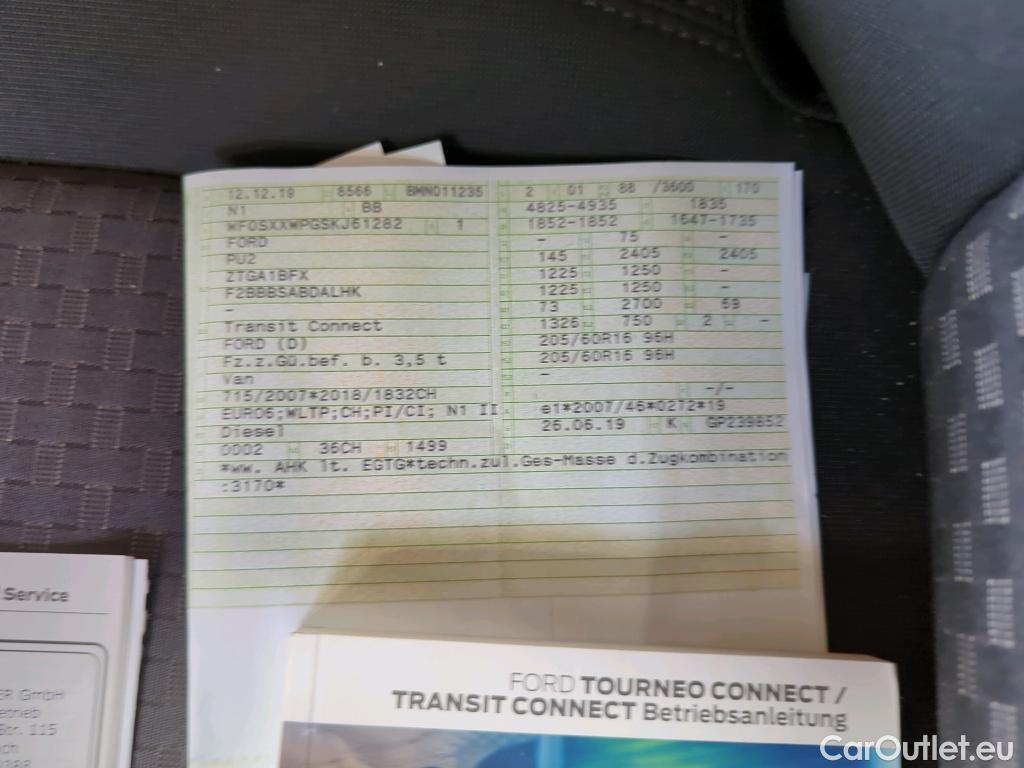 12.12.19 8566 BMN011235
N1 BB
WF0SXXWPGSKJ61282 1
FORD
PU2
ZTGA1BFX
F2BBBSABDALHK
-
Transit Connect
FORD (D)
Fz.z.Gü.bef. b. 3,5 t
Van
715/2007*2018/1832CH
EURO6;WLTP;CH;PI/CI; N1 II
Diesel
0002 36CH 1499
*ww. AHK lt. EGTG*techn.zul.Ges-Masse d.Zugkombination
:3170*
2 01 88 /3600 170
4825-4935 1835
1852-1852 1647-1735
- 75 -
145 2405 2405
1225 1250 -
1225 1250 -
73 2700 59
1326 750 2 -
205/60R16 96H
205/60R16 96H
-
-/-
e1*2007/46*0272*19
26.06.19 K GP239852
Service
GmbH
Str. 115
FORD TOURNEO CONNECT /
TRANSIT CONNECT Betriebsanleitung
CarOutlet.eu